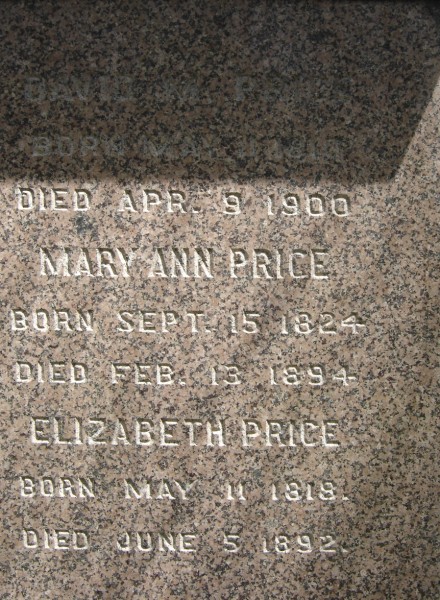 BORN
DIED APR. 9 1900
MARY ANN PRICE
BORN SEPT. 15 1824
DIED FEB. 13 1894
ELIZABETH PRICE
BORN MAY 11 1818.
DIED JUNE 5 1892.